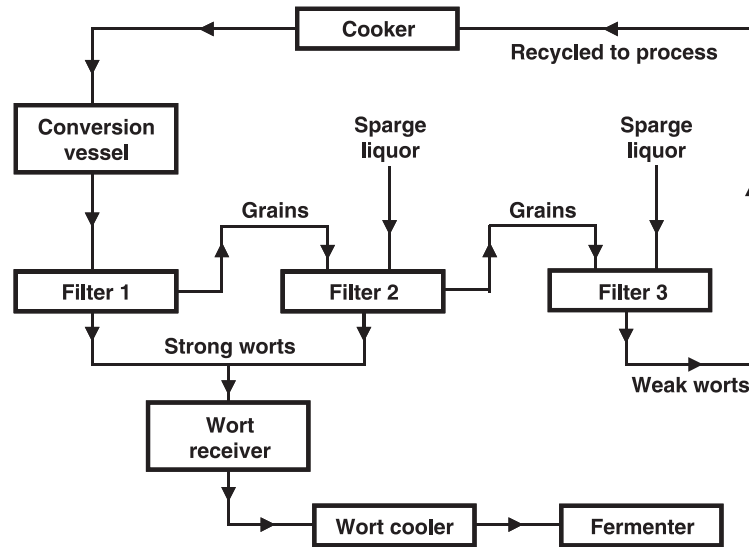 Cooker
Recycled to process
Conversion
vessel
Sparge
liquor
Sparge
liquor
Grains
Grains
Filter 1
Filter 2
Filter 3
Strong worts
Weak worts
Wort
receiver
Wort cooler
Fermenter